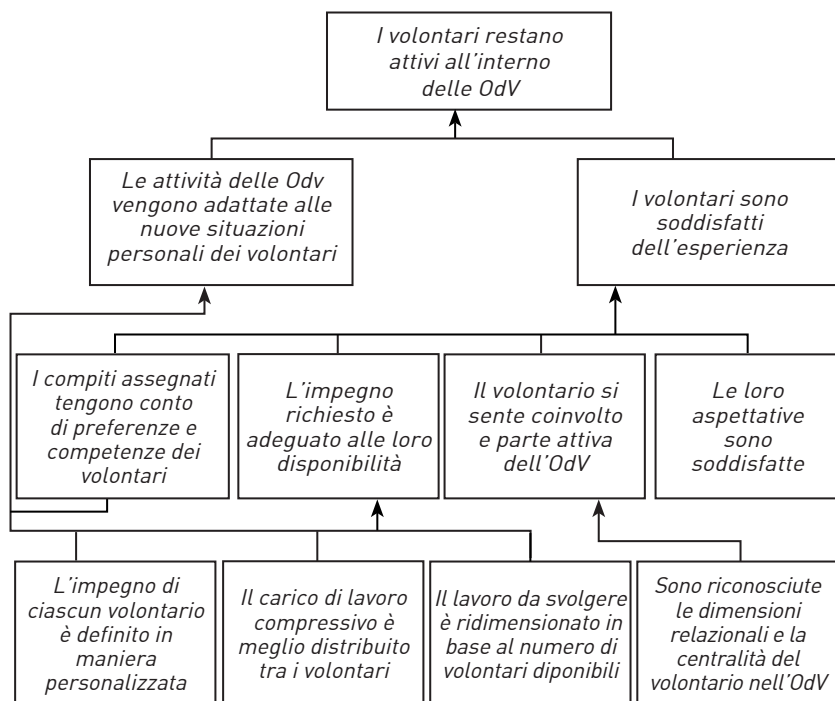 I volontari restano
attivi all'interno
delle OdV
Le attività delle Odv
vengono adattate alle
nuove situazioni
personali dei volontari
I volontari sono
soddisfatti
dell'esperienza
I compiti assegnati
tengono conto
di preferenze e
competenze dei
volontari
L'impegno
richiesto è
adeguato alle loro
disponibilità
Il volontario si
sente coinvolto
e parte attiva
dell'OdV
Le loro
aspettative
sono
soddisfatte
L'impegno di
ciascun volontario
è definito in
maniera
personalizzata
Il carico di lavoro
compressivo è
meglio distribuito
tra i volontari
Il lavoro da svolgere
è ridimensionato in
base al numero di
volontari diponibili
Sono riconosciute
le dimensioni
relazionali e la
centralità del
volontario nell'OdV